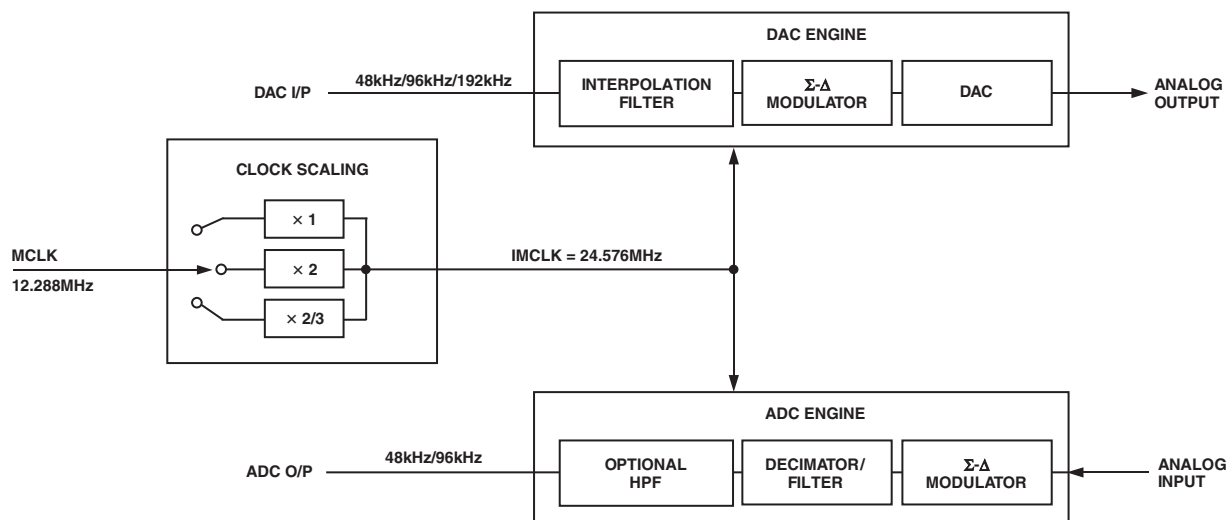 DAC ENGINE
DAC I/P
48kHz/96kHz/192kHz
INTERPOLATION
FILTER
Σ-Δ
MODULATOR
DAC
ANALOG
OUTPUT
CLOCK SCALING
× 1
MCLK
12.288MHz
× 2
IMCLK = 24.576MHz
× 2/3
ADC ENGINE
ADC O/P
48kHz/96kHz
OPTIONAL
HPF
DECIMATOR/
FILTER
Σ-Δ
MODULATOR
ANALOG
INPUT